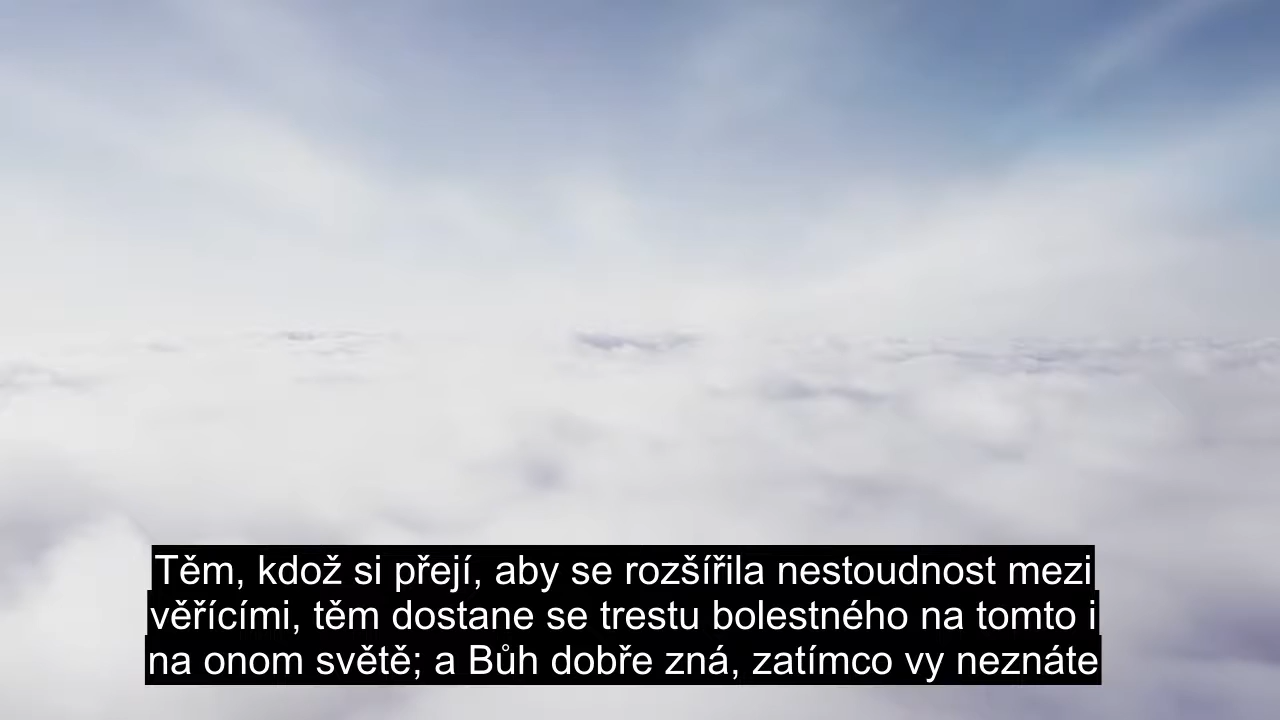 Těm, kdož si přejí, aby se rozšířila nestoudnost mezi
věřícími, těm dostane se trestu bolestného na tomto i
na onom světě; a Bůh dobře zná, zatímco vy neznáte